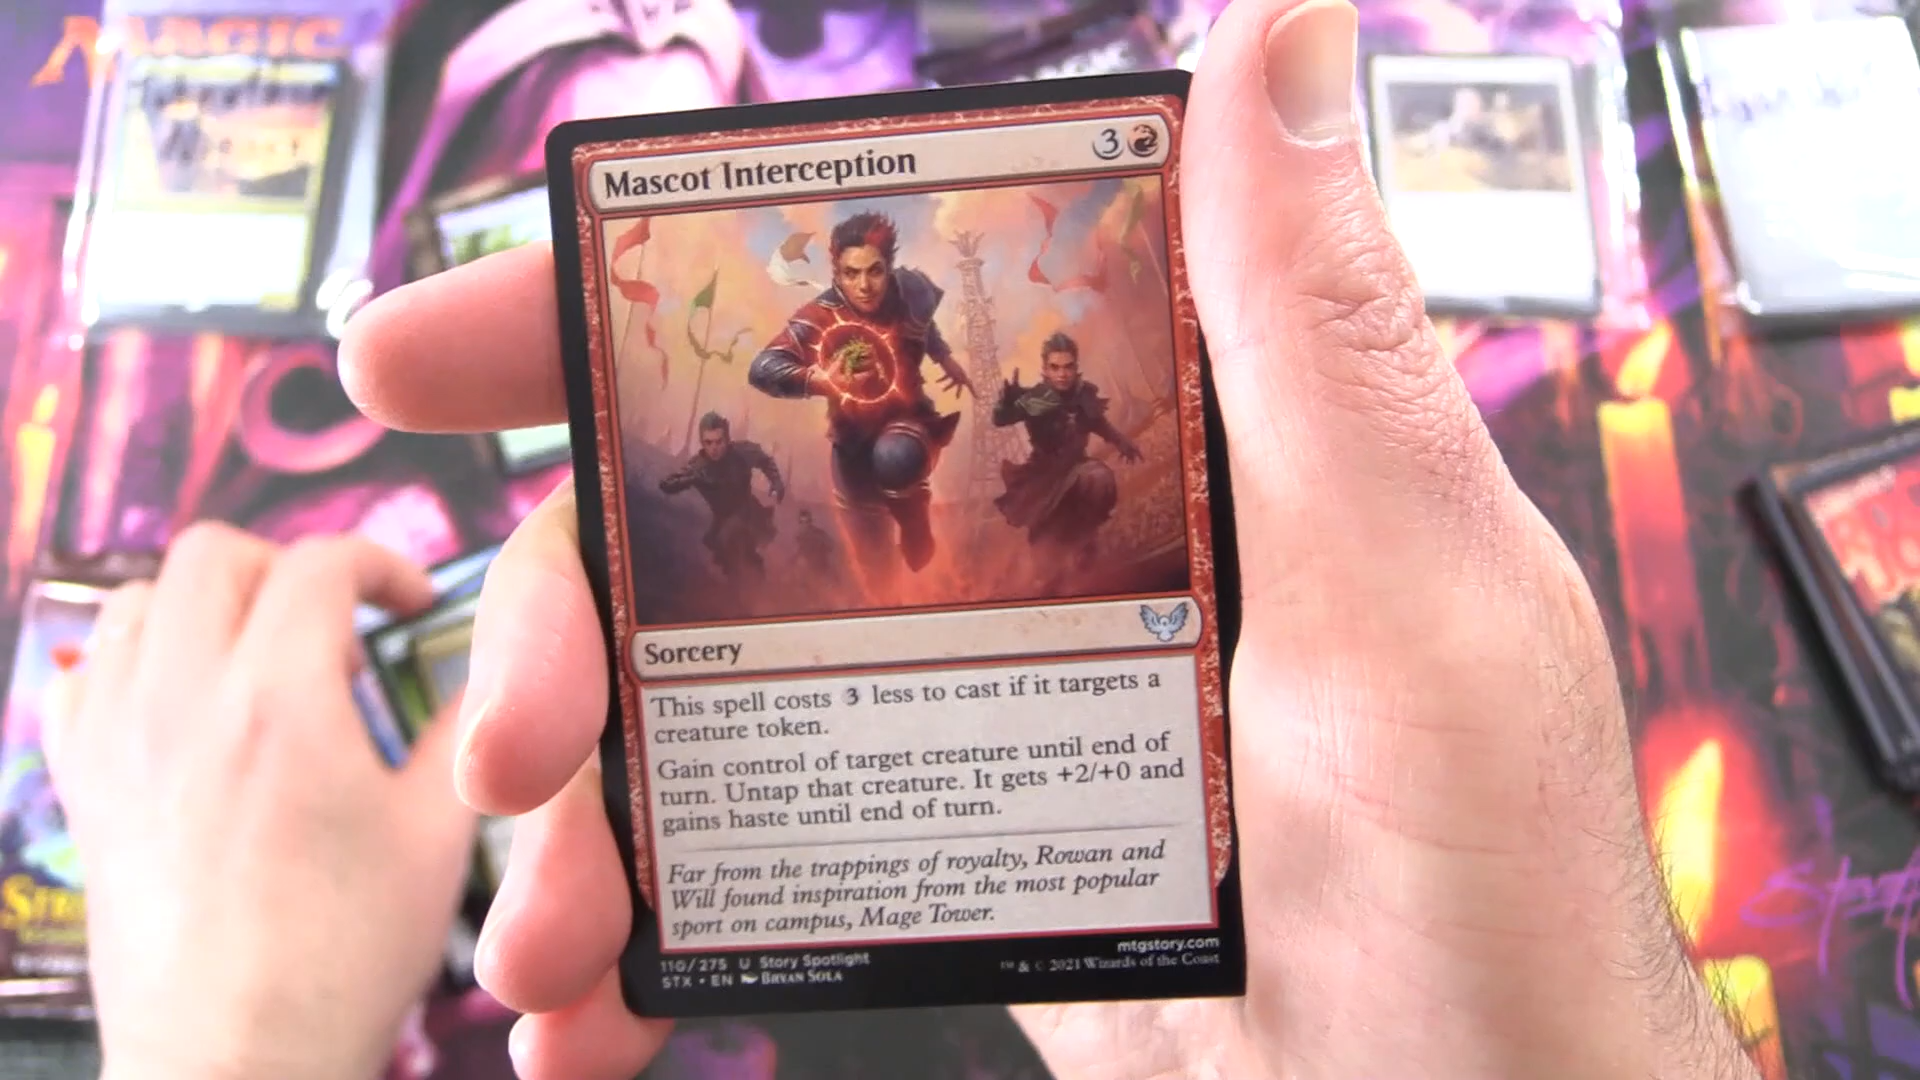 MAGIC
Mascot Interception
3
Sorcery
This spell costs 3 less to cast if it targets a
creature token.
Gain control of target creature until end of
turn. Untap that creature. It gets +2/+0 and
gains haste until end of turn.
Far from the trappings of royalty, Rowan and
Will found inspiration from the most popular
sport on campus, Mage Tower.
110/275 U Story Spotlight
STX • EN Bryan Sola
mtgstory.com
™ & © 2021 Wizards of the Coast